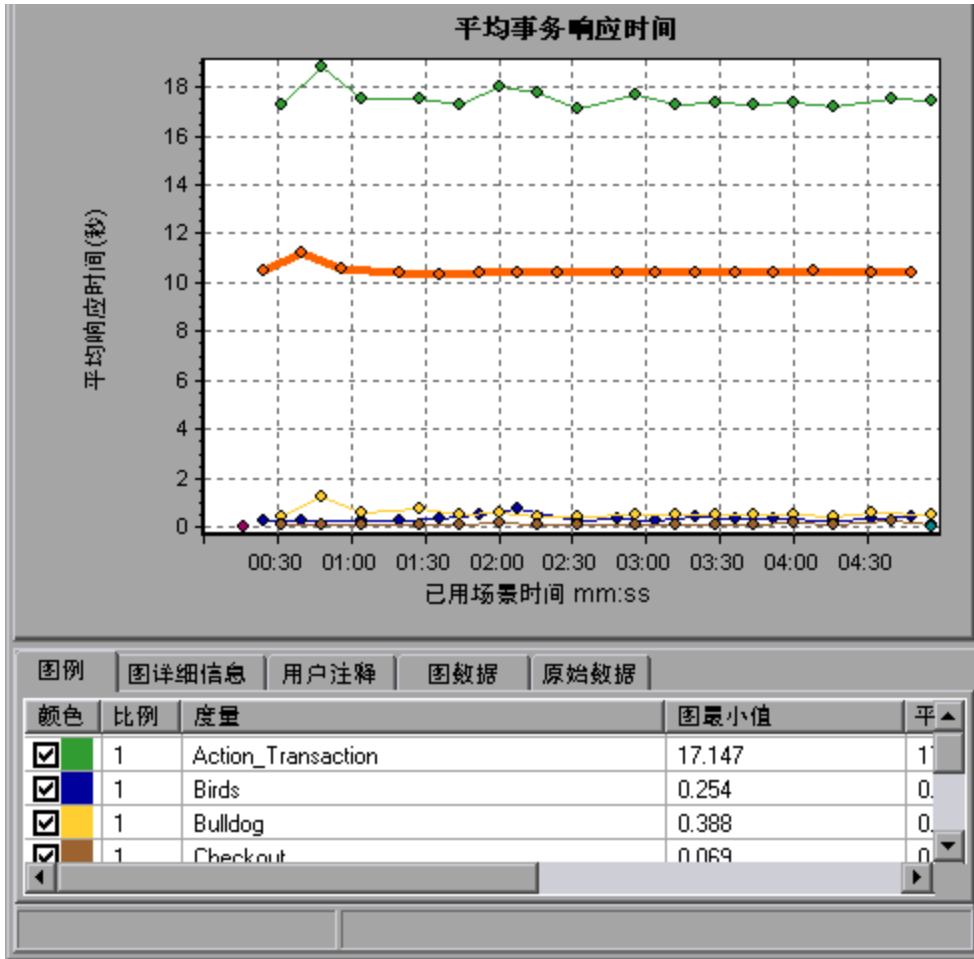 平均事务响应时间
平均响应时间(秒)
18
16
14
12
10
8
6
4
2
0
00:30 01:00 01:30 02:00 02:30 03:00 03:30 04:00 04:30
已用场景时间 mm:ss
图例 图详细信息 用户注释 图数据 原始数据
颜色 比例 度量 图最小值 平
1 Action_Transaction 17.147 1
1 Birds 0.254 0.
1 Bulldog 0.388 0.
1 Checkout 0.069 0